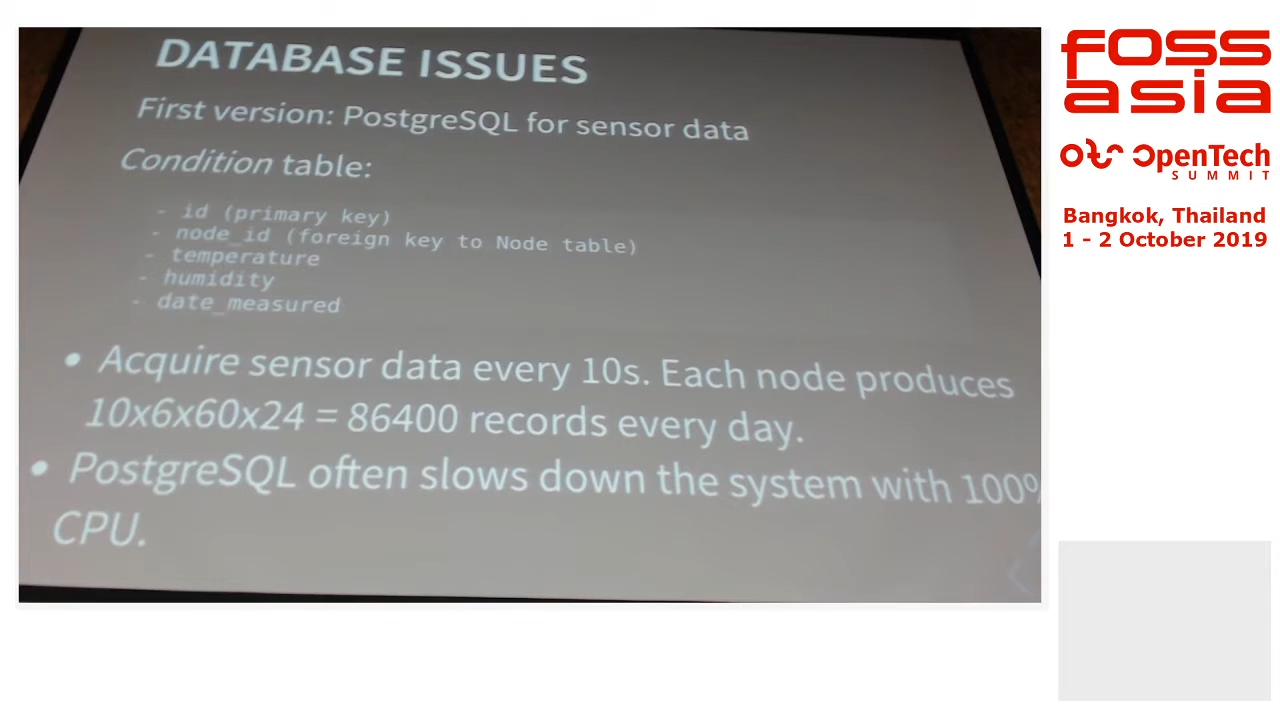 DATABASE ISSUES
First version: PostgreSQL for sensor data
Condition table:
- id (primary key)
- node_id (foreign key to Node table)
- temperature
- humidity
- date_measured
• Acquire sensor data every 10s. Each node produces
10x6x60x24 = 86400 records every day.
• PostgreSQL often slows down the system with 100%
CPU.
FOSS
asia
OpenTech
SUMMIT
Bangkok, Thailand
1 - 2 October 2019